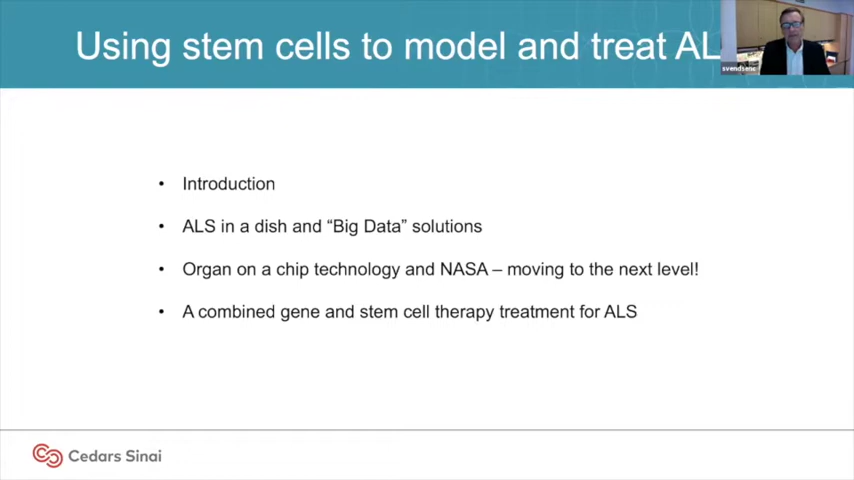 Using stem cells to model and treat AL
svendsenc
• Introduction
• ALS in a dish and “Big Data” solutions
• Organ on a chip technology and NASA – moving to the next level!
• A combined gene and stem cell therapy treatment for ALS
Cedars Sinai